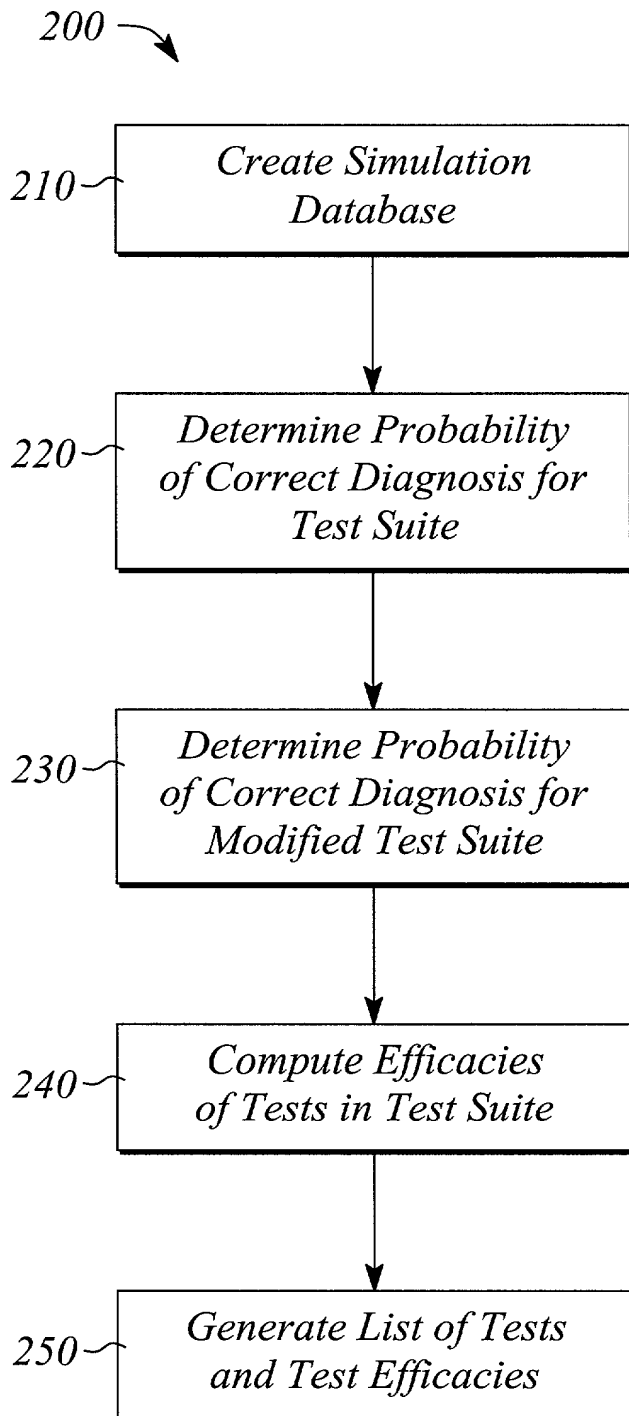 200
210
Create Simulation
Database
220
Determine Probability
of Correct Diagnosis for
Test Suite
230
Determine Probability
of Correct Diagnosis for
Modified Test Suite
240
Compute Efficacies
of Tests in Test Suite
250
Generate List of Tests
and Test Efficacies